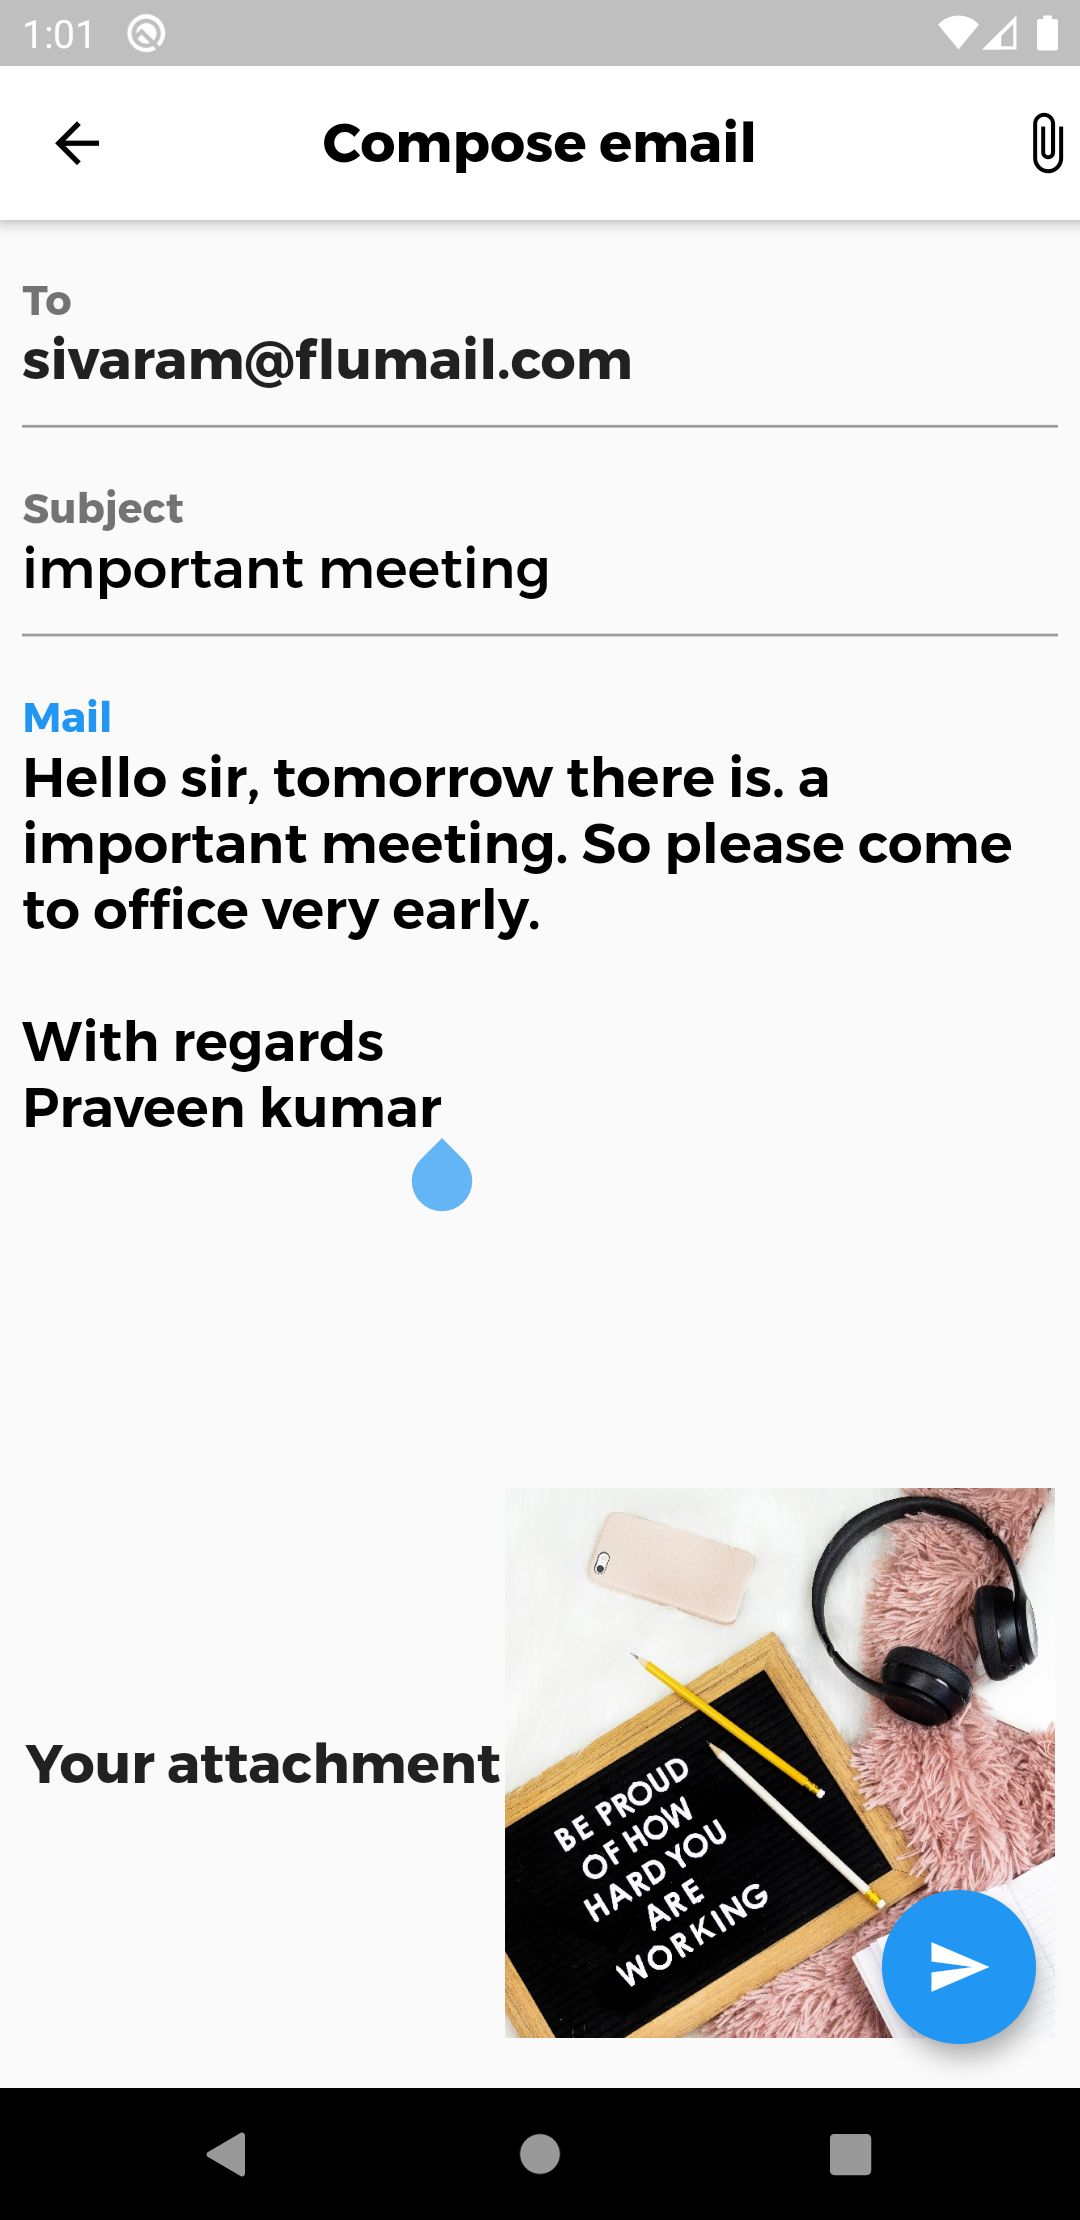 1:01
Compose email
To
sivaram@flumail.com
Subject
important meeting
Mail
Hello sir, tomorrow there is. a
important meeting. So please come
to office very early.
With regards
Praveen kumar
Your attachment
BE PROUD
OF HOW
HARD YOU
ARE
WORKING